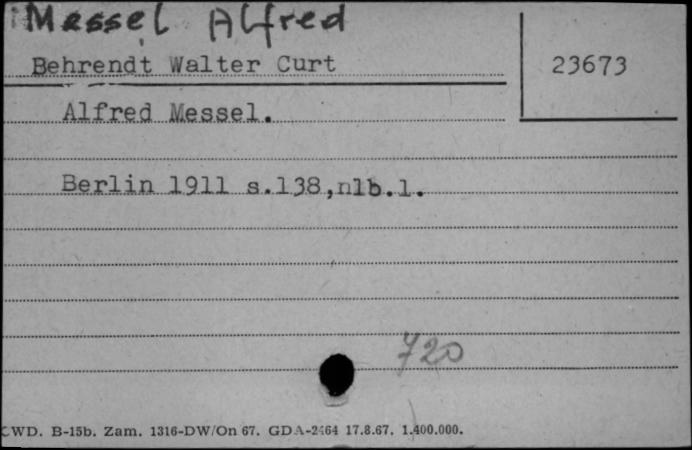 Messel Alfred
Behrendt Walter Curt
23673
Alfred Messel.
Berlin 1911 s.138,nlb.1.
720
CWD. B-15b. Zam. 1316-DW/On 67. GDA-2464 17.8.67. 1.400.000.